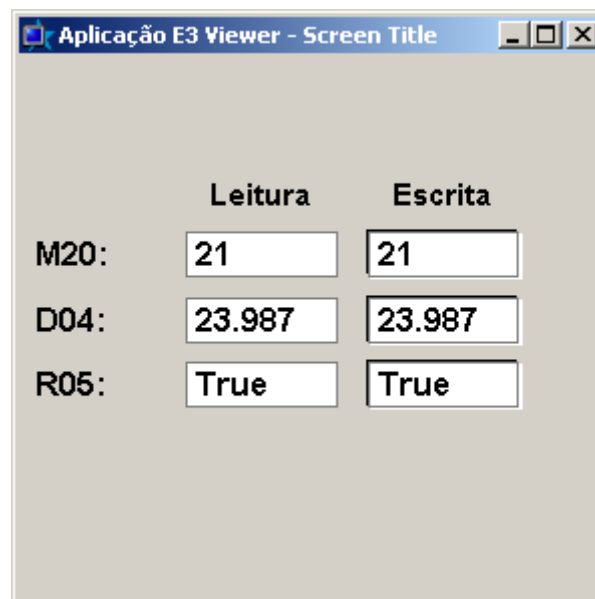 Aplicação E3 Viewer - Screen Title
Leitura Escrita
M20: 21 21
D04: 23.987 23.987
R05: True True